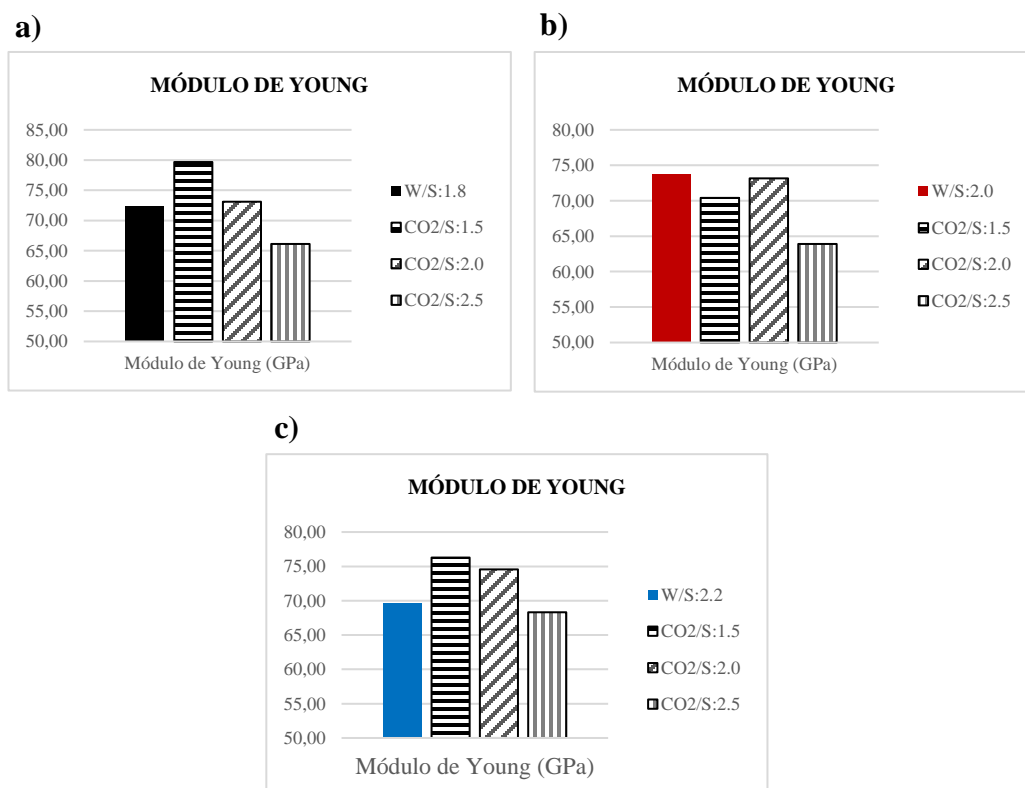 a)
MÓDULO DE YOUNG
85,00
80,00
75,00
70,00
65,00
60,00
55,00
50,00
Módulo de Young (GPa)
W/S:1.8
CO2/S:1.5
CO2/S:2.0
CO2/S:2.5
b)
MÓDULO DE YOUNG
80,00
75,00
70,00
65,00
60,00
55,00
50,00
Módulo de Young (GPa)
W/S:2.0
CO2/S:1.5
CO2/S:2.0
CO2/S:2.5
c)
MÓDULO DE YOUNG
80,00
75,00
70,00
65,00
60,00
55,00
50,00
Módulo de Young (GPa)
W/S:2.2
CO2/S:1.5
CO2/S:2.0
CO2/S:2.5